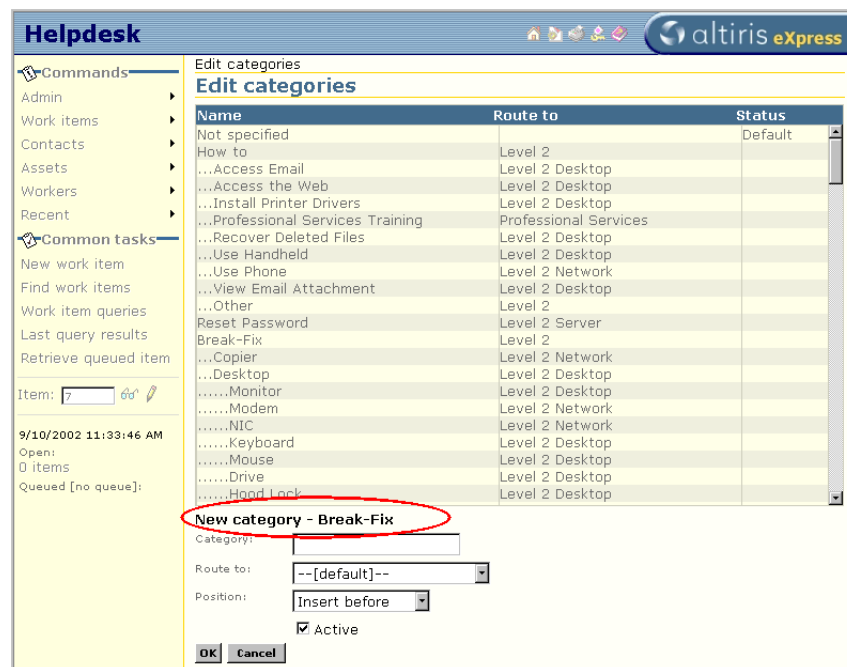 Helpdesk
altiris eXpress
Commands
Admin
Work items
Contacts
Assets
Workers
Recent
Common tasks
New work item
Find work items
Work item queries
Last query results
Retrieve queued item
Item: 7
9/10/2002 11:33:46 AM
Open:
0 items
Queued [no queue]:
Edit categories
Edit categories
Name Route to Status
Not specified Default
How to Level 2
...Access Email Level 2 Desktop
...Access the Web Level 2 Desktop
...Install Printer Drivers Level 2 Desktop
...Professional Services Training Professional Services
...Recover Deleted Files Level 2 Desktop
...Use Handheld Level 2 Desktop
...Use Phone Level 2 Network
...View Email Attachment Level 2 Desktop
...Other Level 2
Reset Password Level 2 Server
Break-Fix Level 2
...Copier Level 2 Network
...Desktop Level 2 Desktop
......Monitor Level 2 Desktop
......Modem Level 2 Network
......NIC Level 2 Network
......Keyboard Level 2 Desktop
......Mouse Level 2 Desktop
......Drive Level 2 Desktop
......Hood Lock Level 2 Desktop
New category - Break-Fix
Category:
Route to: --[default]--
Position: Insert before
Active
OK Cancel